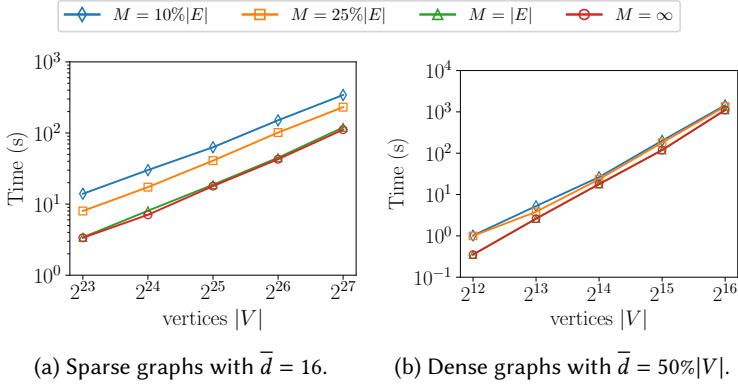 M = 10%|E| M = 25%|E| M = |E| M = ∞
10³
10²
10¹
10⁰
Time (s)
2²³ 2²⁴ 2²⁵ 2²⁶ 2²⁷
vertices |V|
(a) Sparse graphs with d̅ = 16.
10⁴
10³
10²
10¹
10⁰
10⁻¹
Time (s)
2¹² 2¹³ 2¹⁴ 2¹⁵ 2¹⁶
vertices |V|
(b) Dense graphs with d̅ = 50%|V|.